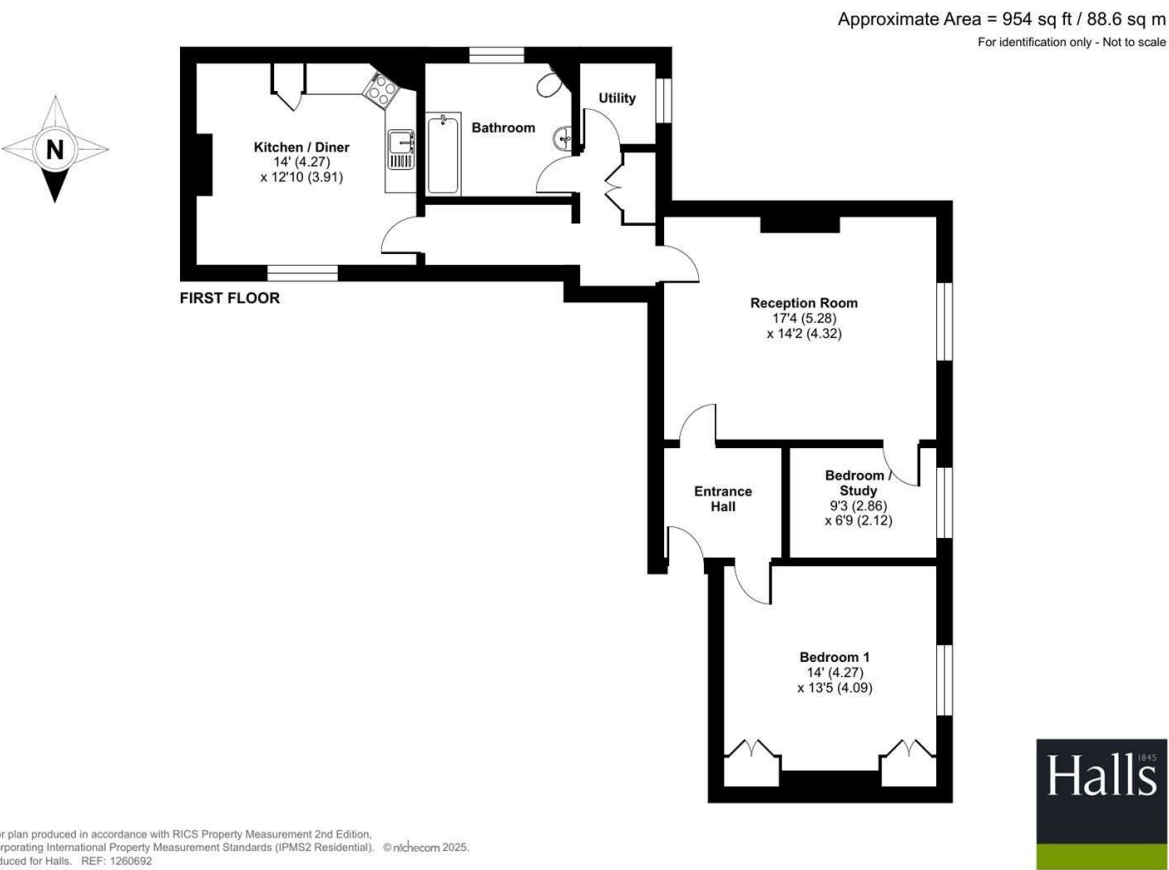 Approximate Area = 954 sq ft / 88.6 sq m
For identification only - Not to scale
N
Utility
Bathroom
Kitchen / Diner
14' (4.27)
x 12'10 (3.91)
FIRST FLOOR
Reception Room
17'4 (5.28)
x 14'2 (4.32)
Bedroom /
Study
9'3 (2.86)
x 6'9 (2.12)
Entrance
Hall
Bedroom 1
14' (4.27)
x 13'5 (4.09)
1845
Halls
or plan produced in accordance with RICS Property Measurement 2nd Edition,
orporating International Property Measurement Standards (IPMS2 Residential). © nichecom 2025.
duced for Halls. REF: 1260692